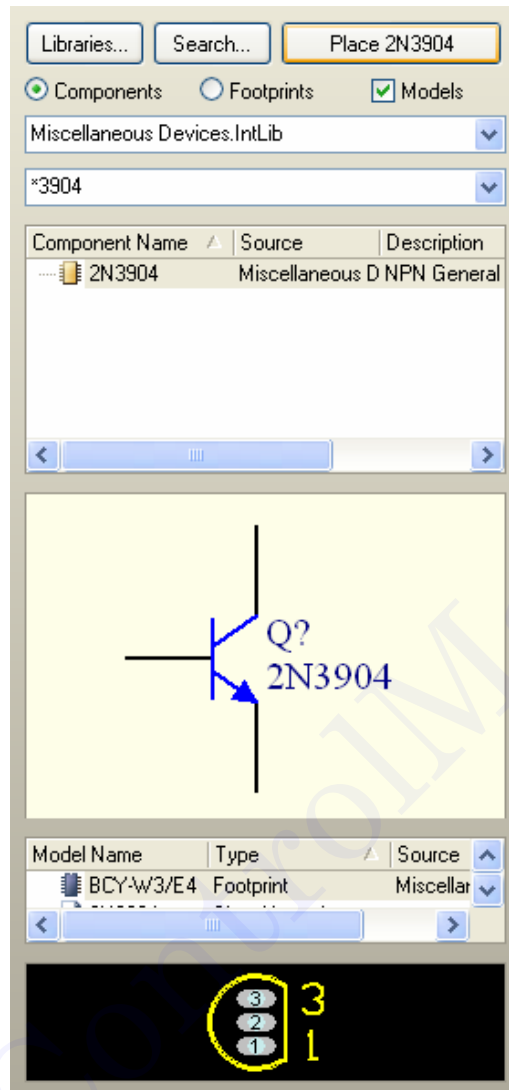 Libraries... Search... Place 2N3904
Components Footprints Models
Miscellaneous Devices.IntLib
*3904
Component Name Source Description
2N3904 Miscellaneous D NPN General
Q?
2N3904
Model Name Type Source
BCY-W3/E4 Footprint Miscellar
3 3
2
1 1